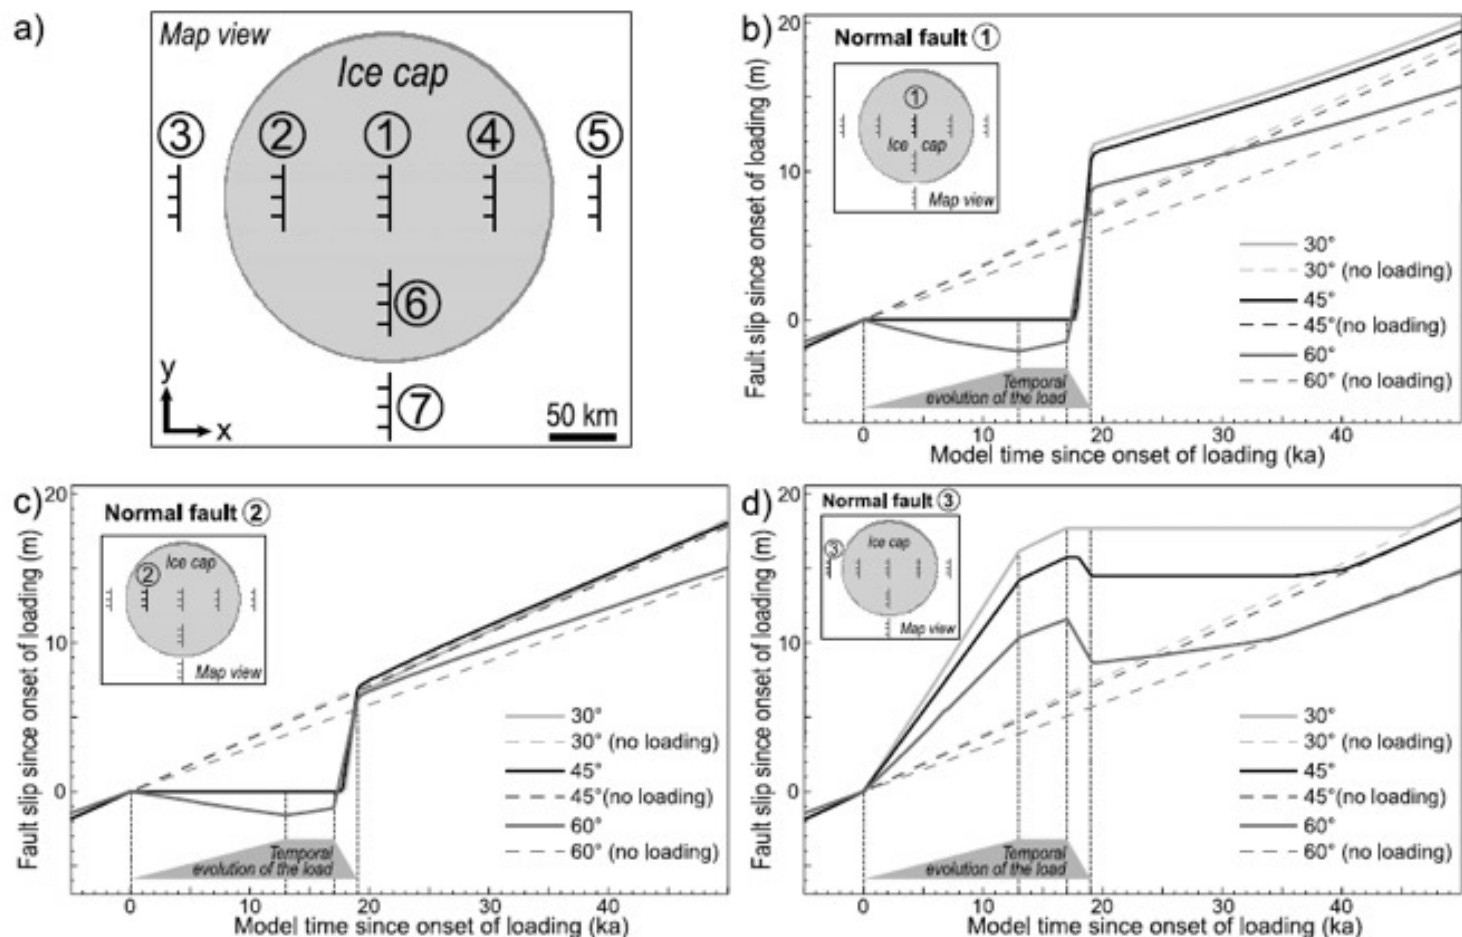 a)
Map view
Ice cap
③ ② ① ④ ⑤
⑥
⑦
y
x
50 km
b)
Normal fault ①
①
Ice cap
Map view
Fault slip since onset of loading (m)
20
10
0
30°
30° (no loading)
45°
45°(no loading)
60°
60° (no loading)
Temporal
evolution of the load
0 10 20 30 40
Model time since onset of loading (ka)
c)
Normal fault ②
Ice cap
②
Map view
Fault slip since onset of loading (m)
20
10
0
30°
30° (no loading)
45°
45°(no loading)
60°
60° (no loading)
Temporal
evolution of the load
0 10 20 30 40
Model time since onset of loading (ka)
d)
Normal fault ③
③
Ice cap
Map view
Fault slip since onset of loading (m)
20
10
0
30°
30° (no loading)
45°
45°(no loading)
60°
60° (no loading)
Temporal
evolution of the load
0 10 20 30 40
Model time since onset of loading (ka)